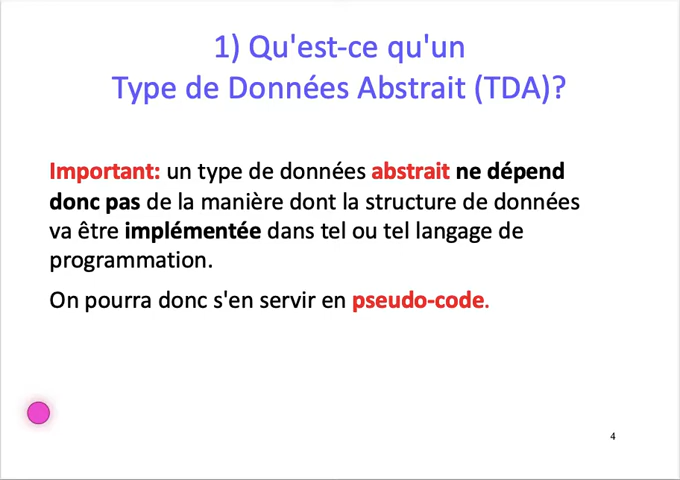 1) Qu'est-ce qu'un
Type de Données Abstrait (TDA)?
Important: un type de données abstrait ne dépend
donc pas de la manière dont la structure de données
va être implémentée dans tel ou tel langage de
programmation.
On pourra donc s'en servir en pseudo-code.
4